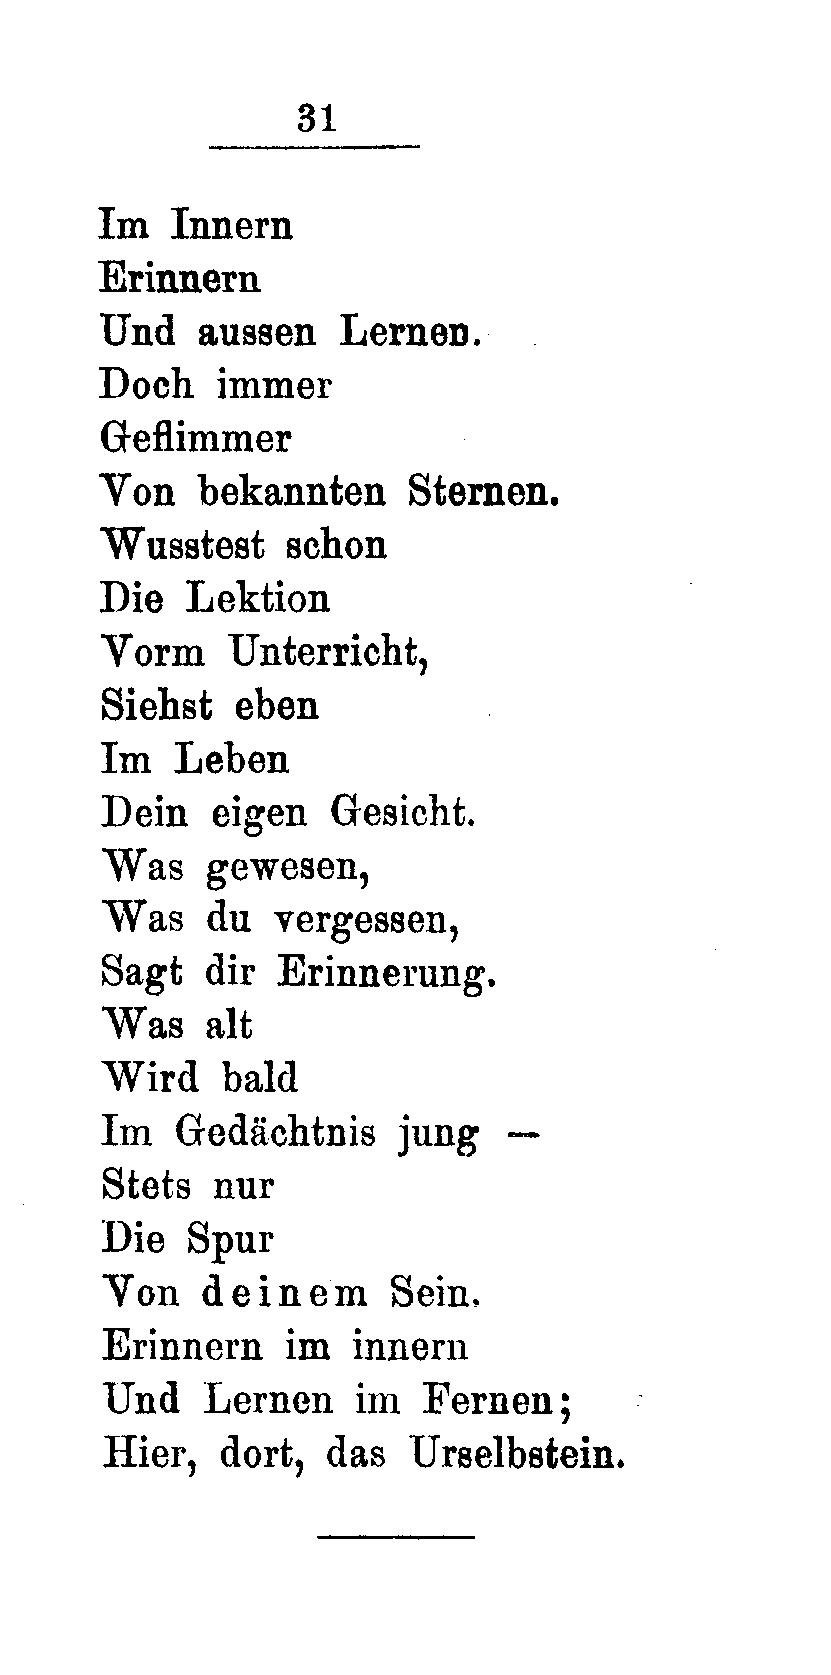 31
Im Innern
Erinnern
Und aussen Lernen.
Doch immer
Geflimmer
Von bekannten Sternen.
Wusstest schon
Die Lektion
Vorm Unterricht,
Siehst eben
Im Leben
Dein eigen Gesicht.
Was gewesen,
Was du vergessen,
Sagt dir Erinnerung.
Was alt
Wird bald
Im Gedächtnis jung —
Stets nur
Die Spur
Von deinem Sein.
Erinnern im innern
Und Lernen im Fernen;
Hier, dort, das Urselbstein.